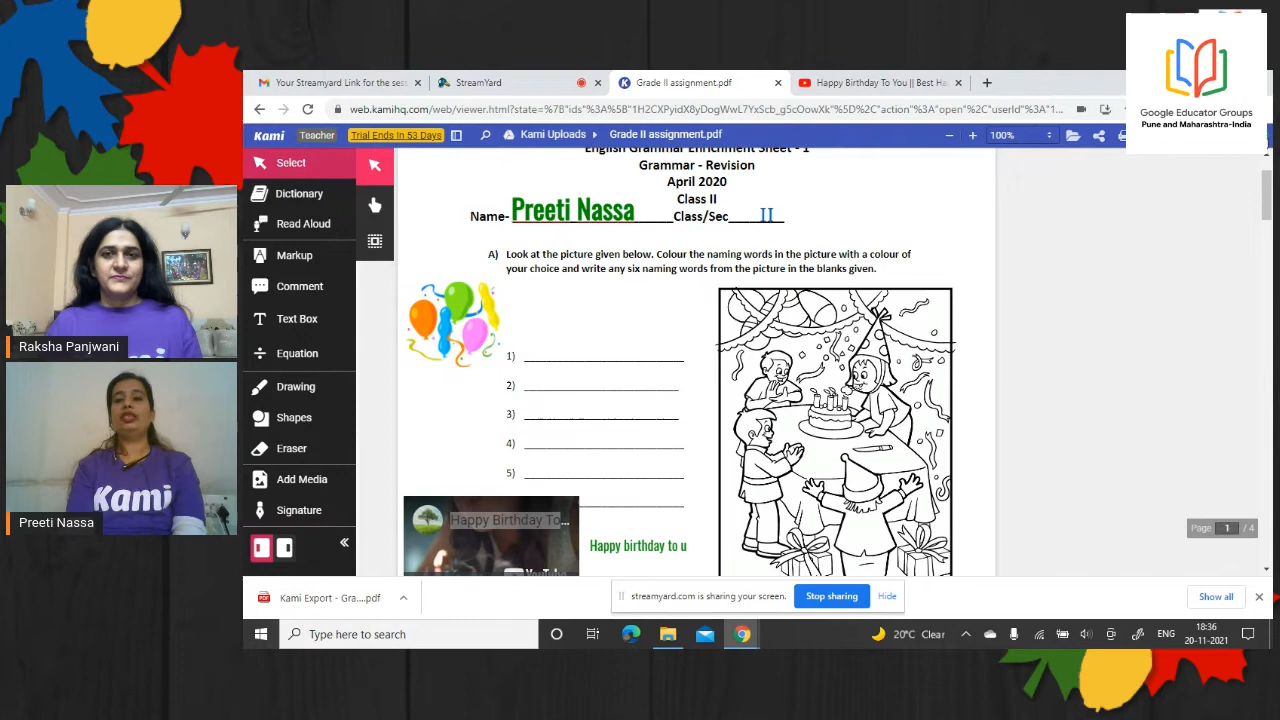 Google Educator Groups
Pune and Maharashtra-India
Your Streamyard Link for the sess
StreamYard
Grade II assignment.pdf
Happy Birthday To You || Best Ha
web.kamihq.com/web/viewer.html?state=%7B"ids"%3A%5B"1H2CXPyidX8yDogWwL7YxScb_g5cOowXk"%5D%2C"action"%3A"open"%2C"userId"%3A"1...
Kami
Teacher
Trial Ends In 53 Days
Kami Uploads
Grade II assignment.pdf
100%
Select
Dictionary
Read Aloud
Markup
Comment
Text Box
Equation
Drawing
Shapes
Eraser
Add Media
Signature
English Grammar Enrichment Sheet - 1
Grammar - Revision
April 2020
Class II
Name- Preeti Nassa Class/Sec II
A) Look at the picture given below. Colour the naming words in the picture with a colour of
your choice and write any six naming words from the picture in the blanks given.
1)
2)
3)
4)
5)
Happy Birthday To...
YouTube
Happy birthday to u
Page 1 / 4
Raksha Panjwani
Kami
Preeti Nassa
Kami Export - Gra....pdf
streamyard.com is sharing your screen.
Stop sharing
Hide
Show all
Type here to search
20°C Clear
ENG
18:36
20-11-2021